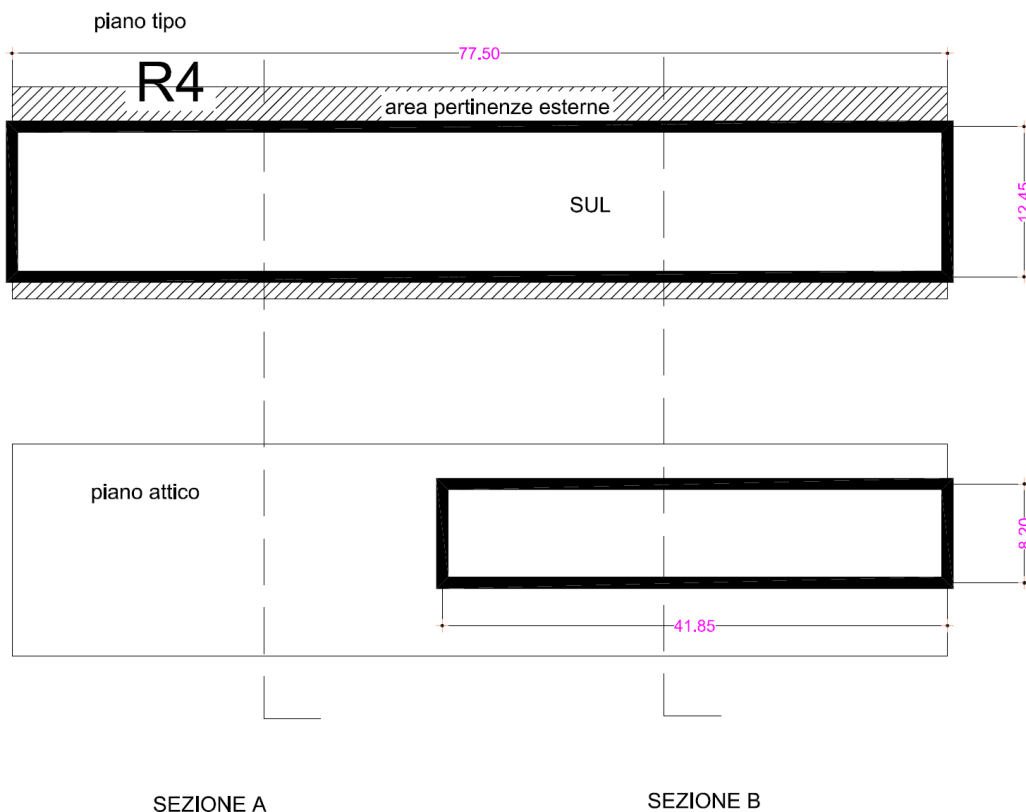 piano tipo
77.50
R4
area pertinenze esterne
SUL
12.45
piano attico
8.20
41.85
SEZIONE A
SEZIONE B